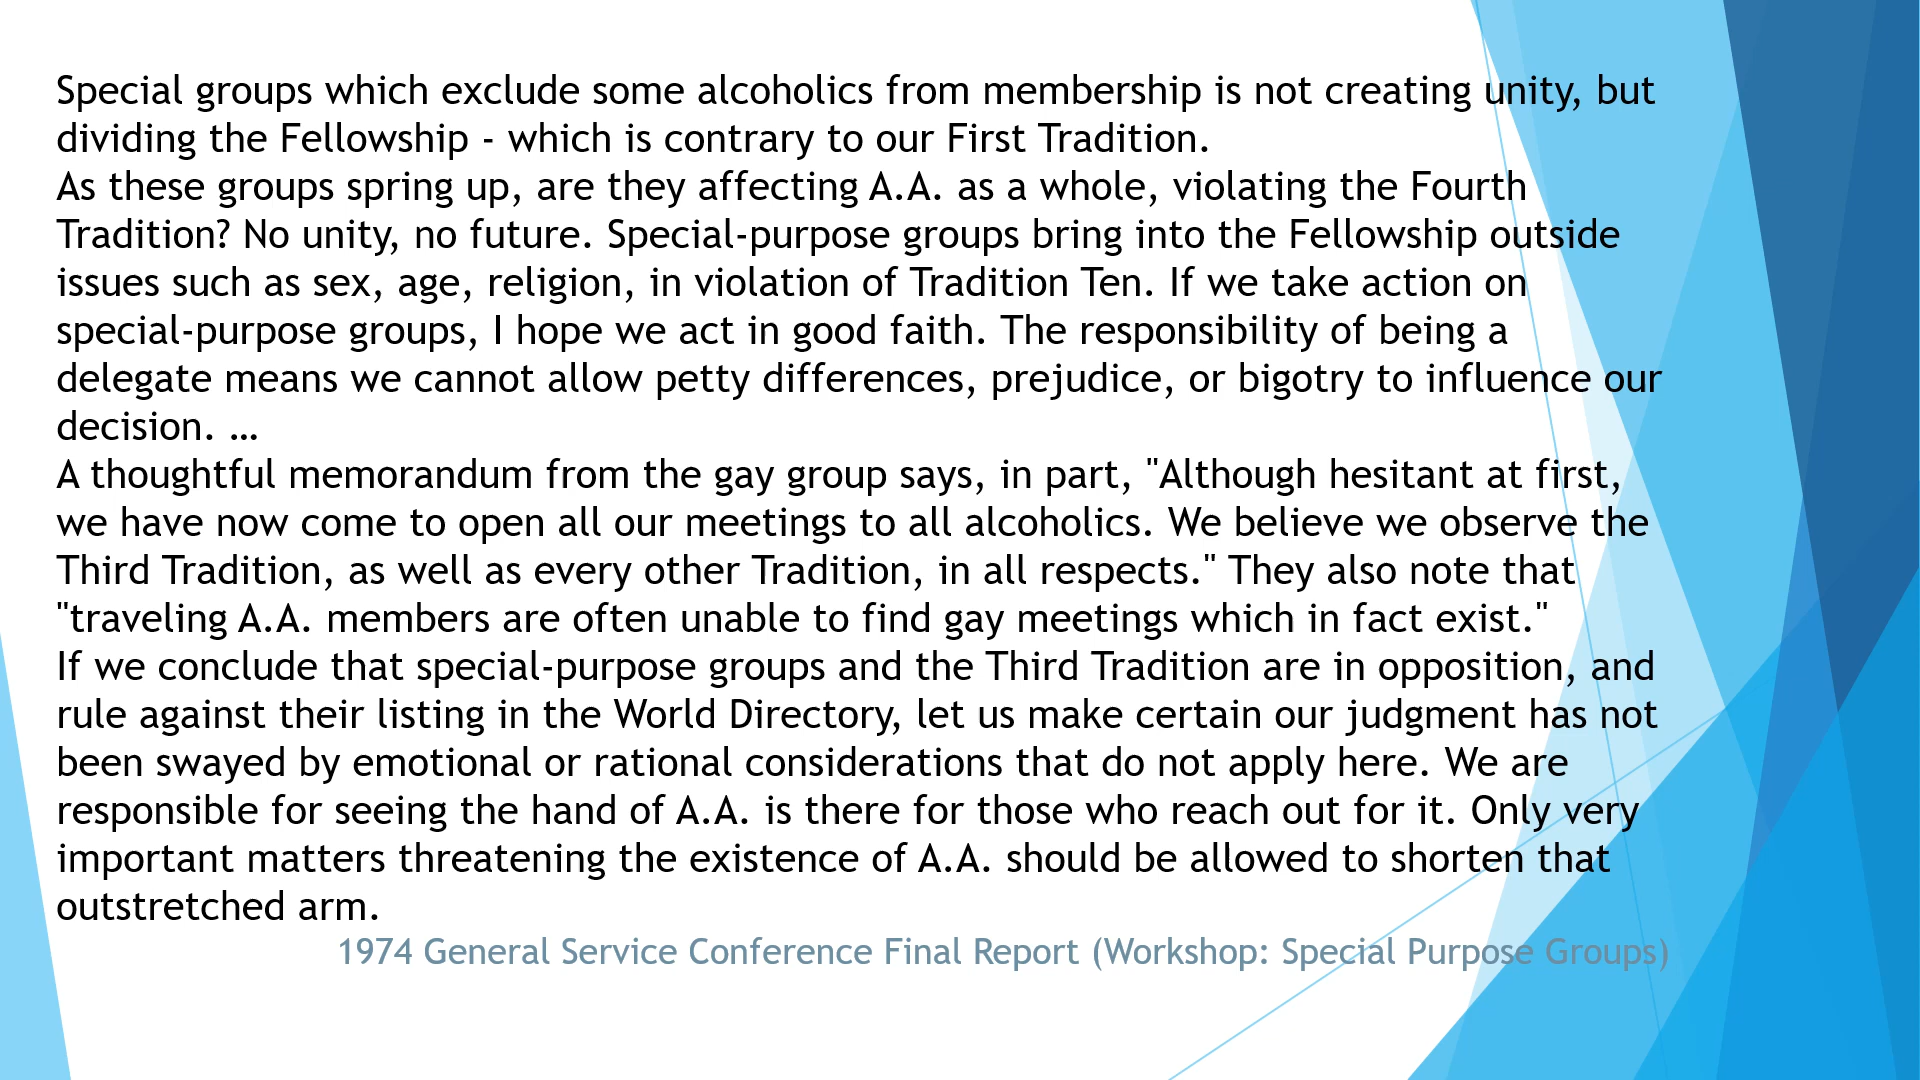 Special groups which exclude some alcoholics from membership is not creating unity, but
dividing the Fellowship - which is contrary to our First Tradition.
As these groups spring up, are they affecting A.A. as a whole, violating the Fourth
Tradition? No unity, no future. Special-purpose groups bring into the Fellowship outside
issues such as sex, age, religion, in violation of Tradition Ten. If we take action on
special-purpose groups, I hope we act in good faith. The responsibility of being a
delegate means we cannot allow petty differences, prejudice, or bigotry to influence our
decision. …
A thoughtful memorandum from the gay group says, in part, "Although hesitant at first,
we have now come to open all our meetings to all alcoholics. We believe we observe the
Third Tradition, as well as every other Tradition, in all respects." They also note that
"traveling A.A. members are often unable to find gay meetings which in fact exist."
If we conclude that special-purpose groups and the Third Tradition are in opposition, and
rule against their listing in the World Directory, let us make certain our judgment has not
been swayed by emotional or rational considerations that do not apply here. We are
responsible for seeing the hand of A.A. is there for those who reach out for it. Only very
important matters threatening the existence of A.A. should be allowed to shorten that
outstretched arm.
1974 General Service Conference Final Report (Workshop: Special Purpose Groups)